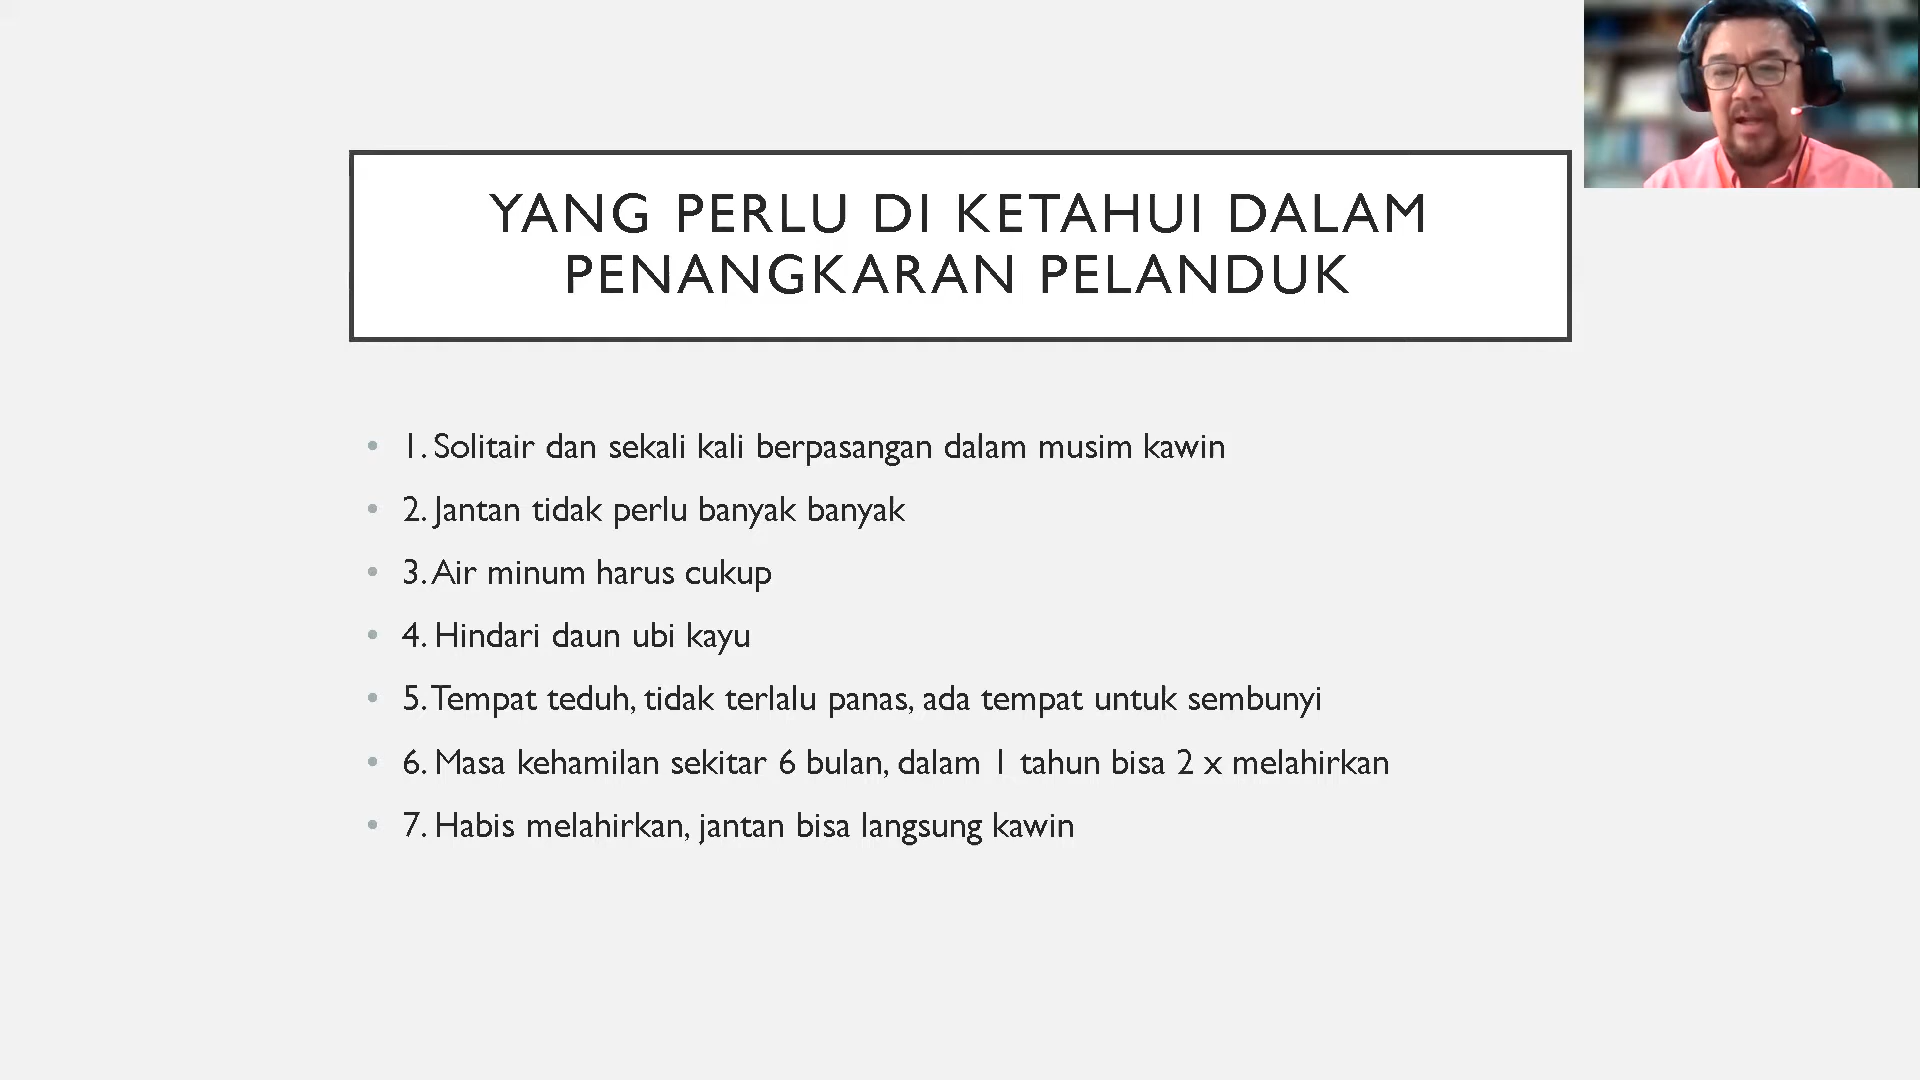 YANG PERLU DI KETAHUI DALAM
PENANGKARAN PELANDUK
• 1. Solitair dan sekali kali berpasangan dalam musim kawin
• 2. Jantan tidak perlu banyak banyak
• 3. Air minum harus cukup
• 4. Hindari daun ubi kayu
• 5. Tempat teduh, tidak terlalu panas, ada tempat untuk sembunyi
• 6. Masa kehamilan sekitar 6 bulan, dalam 1 tahun bisa 2 x melahirkan
• 7. Habis melahirkan, jantan bisa langsung kawin